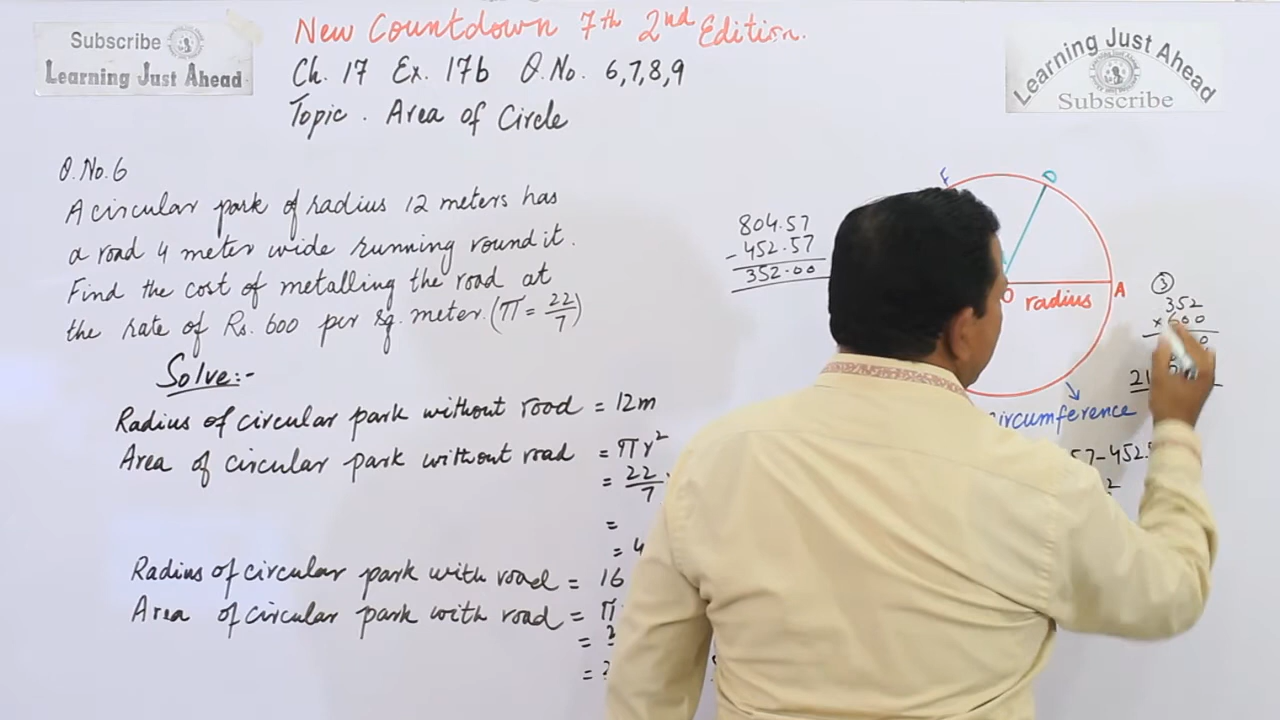 Subscribe
Learning Just Ahead
New Countdown 7th 2nd Edition.
Ch. 17 Ex. 17b Q.No. 6,7,8,9
Topic. Area of Circle
Learning Just Ahead
Subscribe
Q.No.6
A circular park of radius 12 meters has
a road 4 meter wide running round it.
Find the cost of metalling the road at
the rate of Rs. 600 per sq. meter. (π = 22/7)
Solve:-
Radius of circular park without road = 12m
Area of circular park without road = πr²
= 22/7
=
= 4
Radius of circular park with road = 16
Area of circular park with road = π
=
=
804.57
- 452.57
352.00
D
O
radius
A
circumference
3
352
× 600